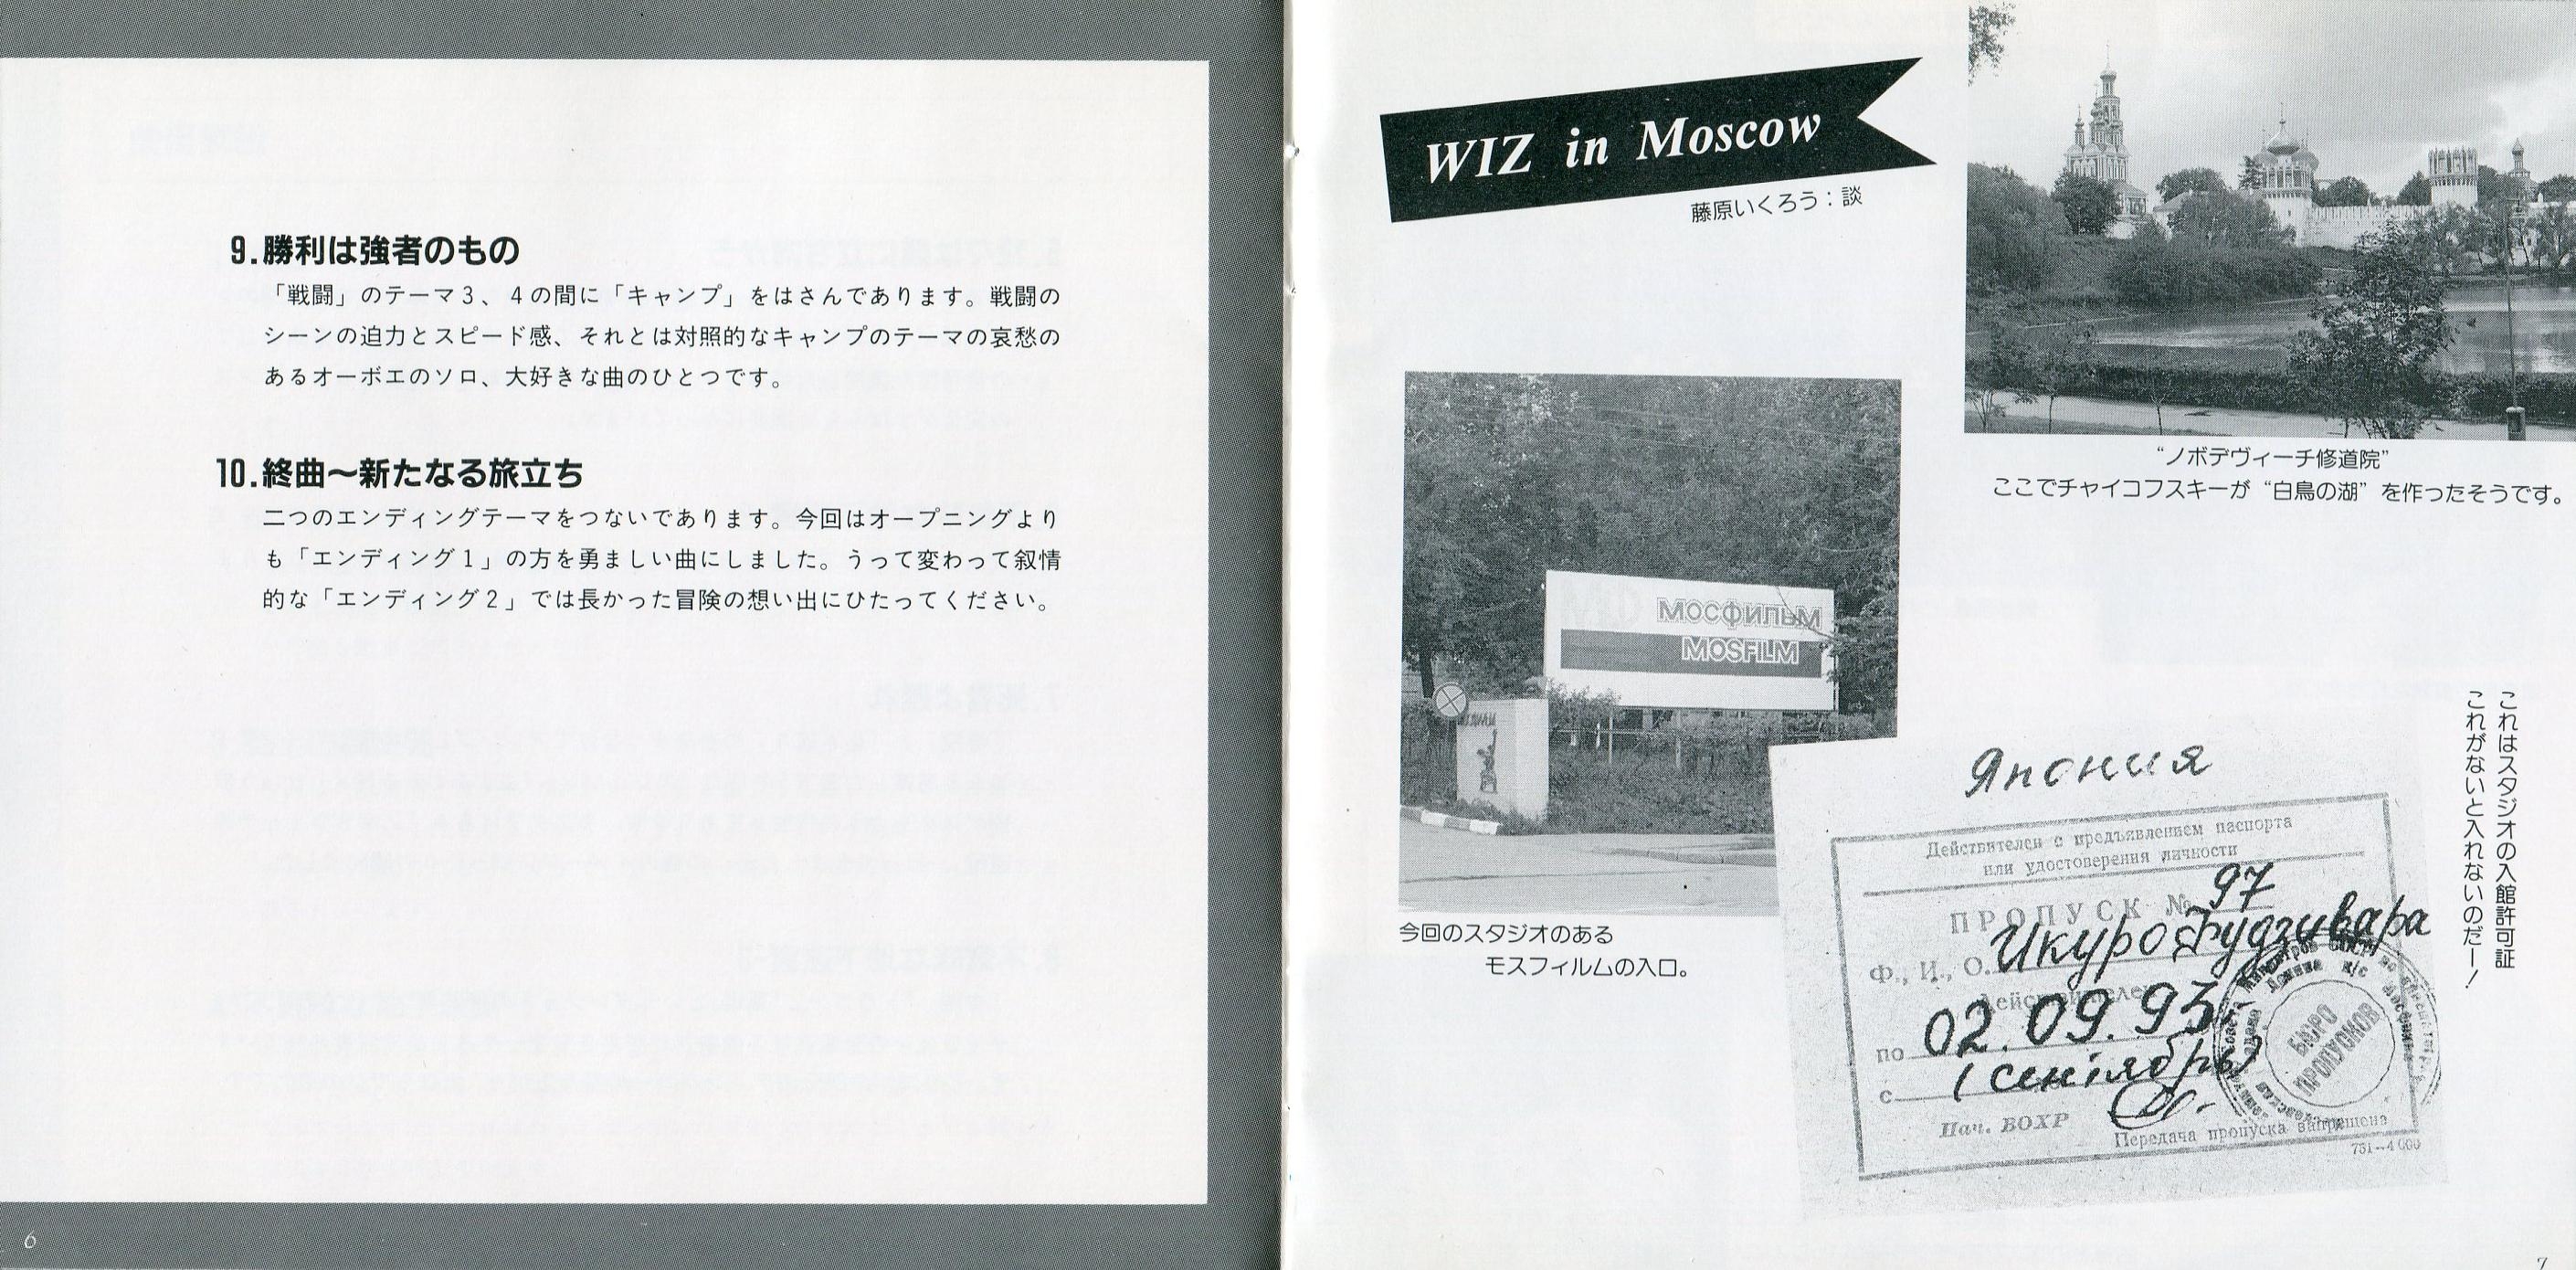 9.勝利は強者のもの
「戦闘」のテーマ3、4の間に「キャンプ」をはさんであります。戦闘の
シーンの迫力とスピード感、それとは対照的なキャンプのテーマの哀愁の
あるオーボエのソロ、大好きな曲のひとつです。
10.終曲〜新たなる旅立ち
二つのエンディングテーマをつないであります。今回はオープニングより
も「エンディング1」の方を勇ましい曲にしました。うって変わって叙情
的な「エンディング2」では長かった冒険の想い出にひたってください。
6
WIZ in Moscow
藤原いくろう：談
“ノボデヴィーチ修道院”
ここでチャイコフスキーが“白鳥の湖”を作ったそうです。
МОСФИЛЬМ
MOSFILM
今回のスタジオのある
モスフィルムの入口。
これはスタジオの入館許可証
これがないと入れないのだー！
Япония
Действителен с предъявлением паспорта
или удостоверения личности
ПРОПУСК № 97
Ф., И., О. Икуро Фудзивара
Действителен
по 02.09.93
с 1 сентября
Нач. ВОХР
Передача пропуска запрещена
751—4 000
БЮРО
ПРОПУСКОВ
7